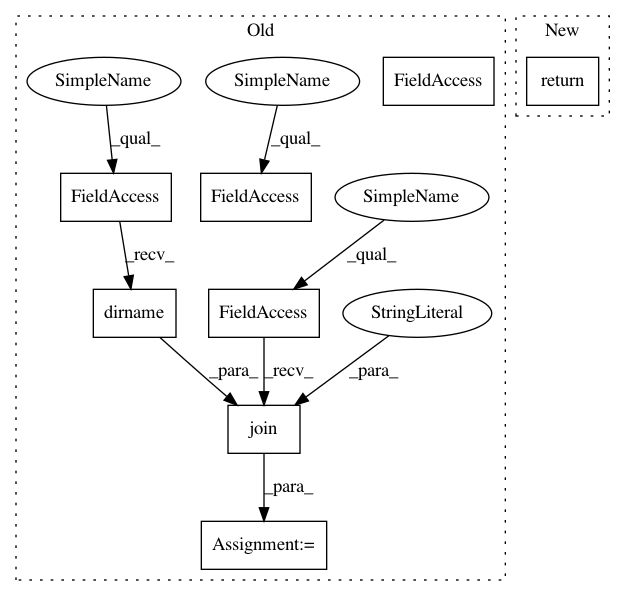 Old
New
SimpleName
SimpleName
FieldAccess
return
_qual_
_qual_
FieldAccess
FieldAccess
SimpleName
_recv_
_qual_
dirname
FieldAccess
StringLiteral
_para_
_recv_
_para_
join
_para_
Assignment:=